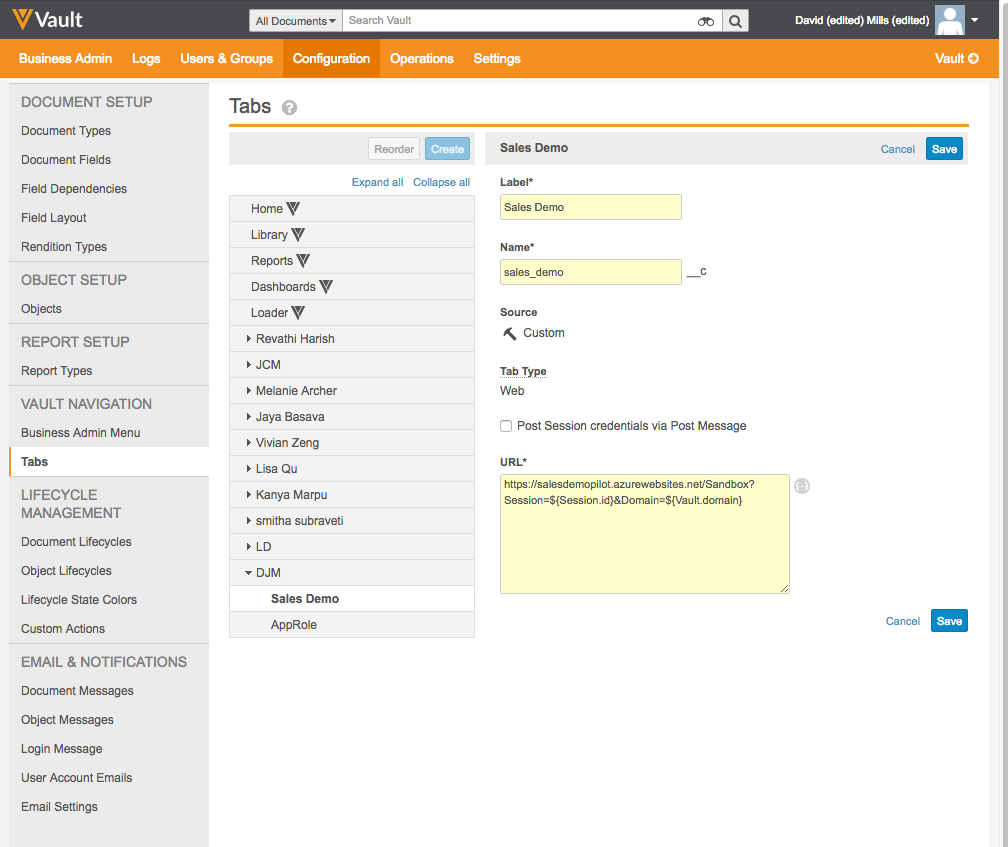 Vault
All Documents
Search Vault
David (edited) Mills (edited)
Business Admin
Logs
Users & Groups
Configuration
Operations
Settings
Vault
DOCUMENT SETUP
Document Types
Document Fields
Field Dependencies
Field Layout
Rendition Types
OBJECT SETUP
Objects
REPORT SETUP
Report Types
VAULT NAVIGATION
Business Admin Menu
Tabs
LIFECYCLE
MANAGEMENT
Document Lifecycles
Object Lifecycles
Lifecycle State Colors
Custom Actions
EMAIL & NOTIFICATIONS
Document Messages
Object Messages
Login Message
User Account Emails
Email Settings
Tabs ?
Reorder
Create
Expand all
Collapse all
Home
Library
Reports
Dashboards
Loader
Revathi Harish
JCM
Melanie Archer
Jaya Basava
Vivian Zeng
Lisa Qu
Kanya Marpu
smitha subraveti
LD
DJM
Sales Demo
AppRole
Sales Demo
Cancel
Save
Label*
Sales Demo
Name*
sales_demo
__c
Source
Custom
Tab Type
Web
Post Session credentials via Post Message
URL*
https://salesdemopilot.azurewebsites.net/Sandbox?
Session=${Session.id}&Domain=${Vault.domain}
Cancel
Save